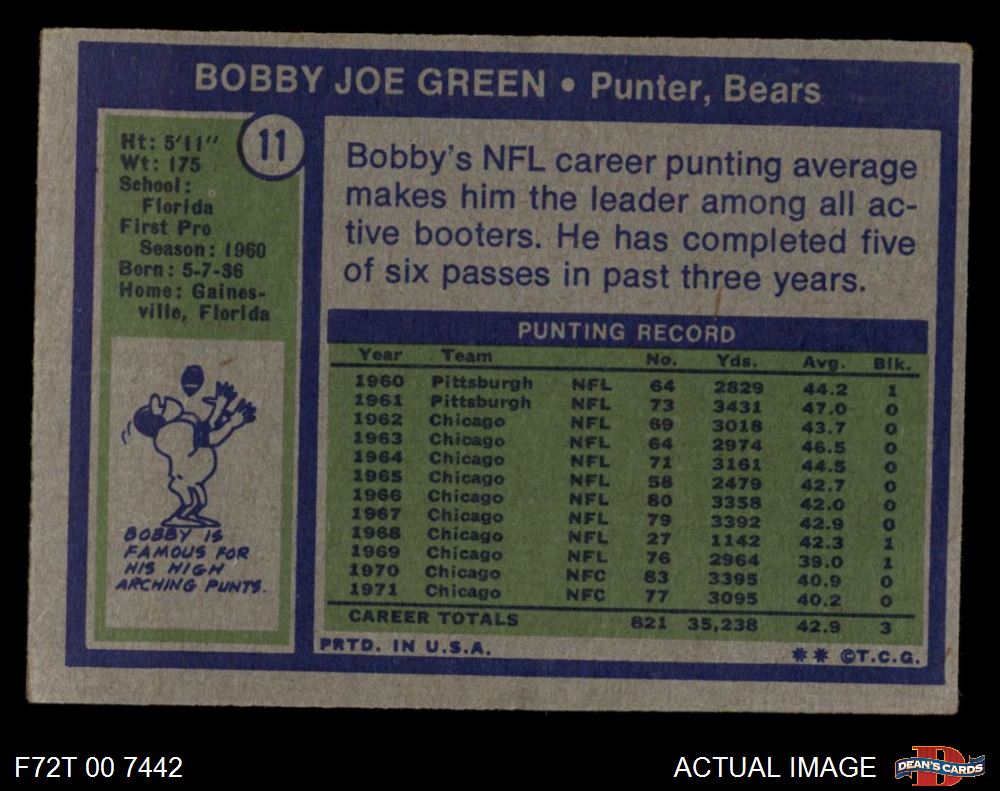 BOBBY JOE GREEN • Punter, Bears
11
Ht: 5'11"
Wt: 175
School:
Florida
First Pro
Season: 1960
Born: 5-7-36
Home: Gaines-
ville, Florida
BOBBY IS
FAMOUS FOR
HIS HIGH
ARCHING PUNTS.
Bobby's NFL career punting average
makes him the leader among all ac-
tive booters. He has completed five
of six passes in past three years.
PUNTING RECORD
Year Team No. Yds. Avg. Blk.
1960 Pittsburgh NFL 64 2829 44.2 1
1961 Pittsburgh NFL 73 3431 47.0 0
1962 Chicago NFL 69 3018 43.7 0
1963 Chicago NFL 64 2974 46.5 0
1964 Chicago NFL 71 3161 44.5 0
1965 Chicago NFL 58 2479 42.7 0
1966 Chicago NFL 80 3358 42.0 0
1967 Chicago NFL 79 3392 42.9 0
1968 Chicago NFL 27 1142 42.3 1
1969 Chicago NFL 76 2964 39.0 1
1970 Chicago NFC 83 3395 40.9 0
1971 Chicago NFC 77 3095 40.2 0
CAREER TOTALS 821 35,238 42.9 3
PRTD. IN U.S.A. ** ©T.C.G.
F72T 00 7442
ACTUAL IMAGE
D
DEAN'S CARDS